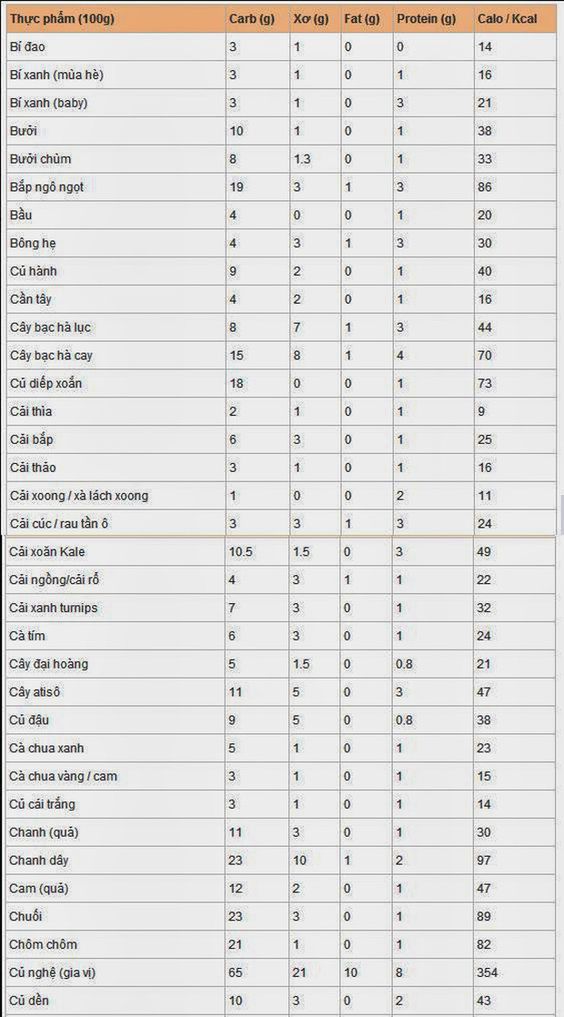 Thực phẩm (100g) Carb (g) Xơ (g) Fat (g) Protein (g) Calo / Kcal
Bí đao 3 1 0 0 14
Bí xanh (mùa hè) 3 1 0 1 16
Bí xanh (baby) 3 1 0 3 21
Bưởi 10 1 0 1 38
Bưởi chùm 8 1.3 0 1 33
Bắp ngô ngọt 19 3 1 3 86
Bầu 4 0 0 1 20
Bông hẹ 4 3 1 3 30
Củ hành 9 2 0 1 40
Cần tây 4 2 0 1 16
Cây bạc hà lục 8 7 1 3 44
Cây bạc hà cay 15 8 1 4 70
Củ diếp xoắn 18 0 0 1 73
Cải thìa 2 1 0 1 9
Cải bắp 6 3 0 1 25
Cải thảo 3 1 0 1 16
Cải xoong / xà lách xoong 1 0 0 2 11
Cải cúc / rau tần ô 3 3 1 3 24
Cải xoăn Kale 10.5 1.5 0 3 49
Cải ngồng/cải rổ 4 3 1 1 22
Cải xanh turnips 7 3 0 1 32
Cà tím 6 3 0 1 24
Cây đại hoàng 5 1.5 0 0.8 21
Cây atisô 11 5 0 3 47
Củ đậu 9 5 0 0.8 38
Cà chua xanh 5 1 0 1 23
Cà chua vàng / cam 3 1 0 1 15
Củ cải trắng 3 1 0 1 14
Chanh (quả) 11 3 0 1 30
Chanh dây 23 10 1 2 97
Cam (quả) 12 2 0 1 47
Chuối 23 3 0 1 89
Chôm chôm 21 1 0 1 82
Củ nghệ (gia vị) 65 21 10 8 354
Củ dền 10 3 0 2 43